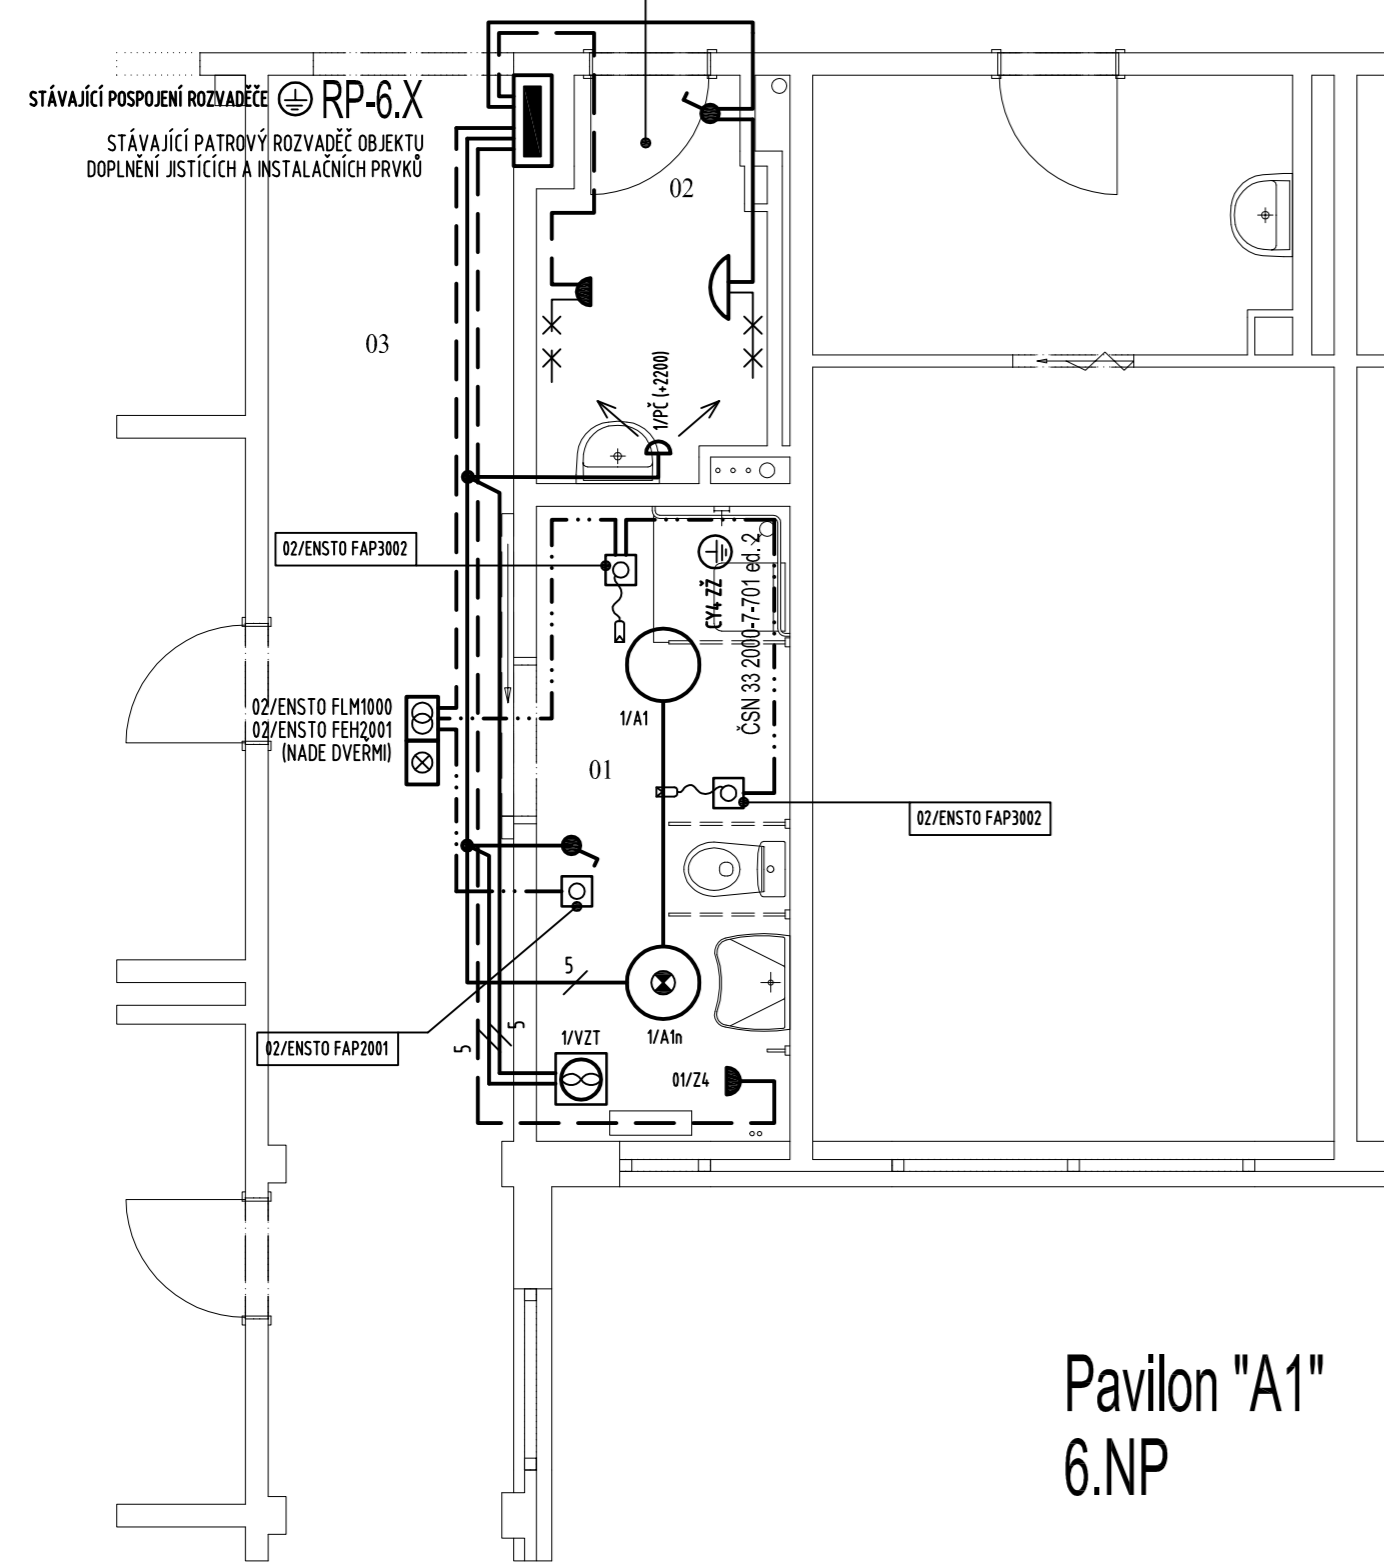 STÁVAJÍCÍ POSPOJENÍ ROZVADĚČE RP-6.X
STÁVAJÍCÍ PATROVÝ ROZVADĚČ OBJEKTU
DOPLNĚNÍ JISTÍCÍCH A INSTALAČNÍCH PRVKŮ
02
03
1/PČ (+2200)
02/ENSTO FAP3002
CY4 ZŽ
ČSN 33 2000-7-701 ed. 2
02/ENSTO FLM1000
02/ENSTO FEH2001
(NADE DVEŘMI)
1/A1
01
02/ENSTO FAP3002
5
02/ENSTO FAP2001
5
5
1/VZT
1/A1n
01/Z4
Pavilon "A1"
6.NP